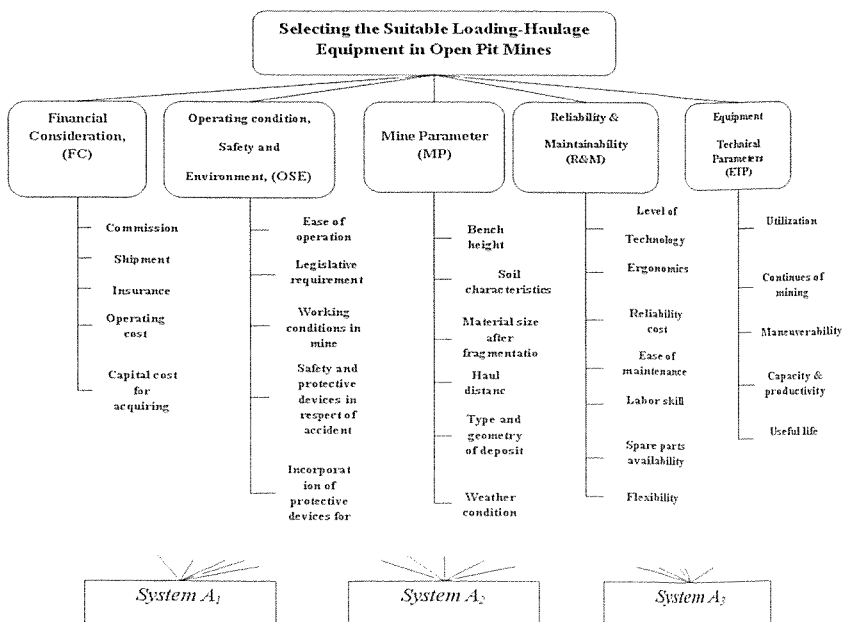 Selecting the Suitable Loading-Haulage
Equipment in Open Pit Mines
Financial
Consideration,
(FC)
Operating condition,
Safety and
Environment, (OSE)
Mine Parameter
(MP)
Reliability &
Maintainability
(R&M)
Equipment
Technical
Parameters
(ETP)
Commission
Shipment
Insurance
Operating
cost
Capital cost
for
acquiring
Ease of
operation
Legislative
requirement
Working
conditions in
mine
Safety and
protective
devices in
respect of
accident
Incorporat
ion of
protective
devices for
Bench
height
Soil
characteristics
Material size
after
fragmentatio
Haul
distanc
Type and
geometry
of deposit
Weather
condition
Level of
Technology
Ergonomics
Reliability
cost
Ease of
maintenance
Labor skill
Spare parts
availability
Flexibility
Utilization
Continues of
mining
Maneuverability
Capacity &
productivity
Useful life
System A1
System A2
System A3